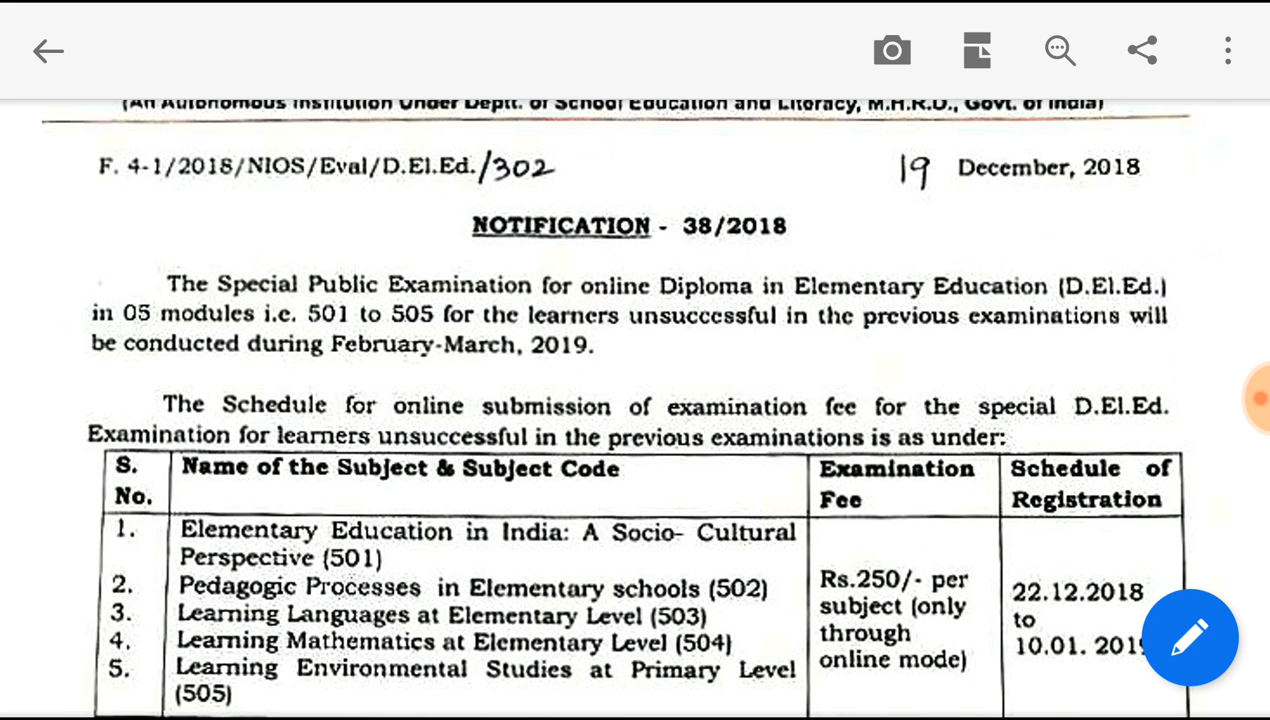 (An Autonomous Institution Under Deptt. of School Education and Literacy, M.H.R.D., Govt. of India)
F. 4-1/2018/NIOS/Eval/D.El.Ed./302 19 December, 2018
NOTIFICATION - 38/2018
The Special Public Examination for online Diploma in Elementary Education (D.El.Ed.)
in 05 modules i.e. 501 to 505 for the learners unsuccessful in the previous examinations will
be conducted during February-March, 2019.
The Schedule for online submission of examination fee for the special D.El.Ed.
Examination for learners unsuccessful in the previous examinations is as under:
S. No. Name of the Subject & Subject Code Examination Fee Schedule of Registration
1. Elementary Education in India: A Socio- Cultural
Perspective (501)
2. Pedagogic Processes in Elementary schools (502)
3. Learning Languages at Elementary Level (503)
4. Learning Mathematics at Elementary Level (504)
5. Learning Environmental Studies at Primary Level
(505)
Rs.250/- per
subject (only
through
online mode)
22.12.2018
to
10.01. 2019